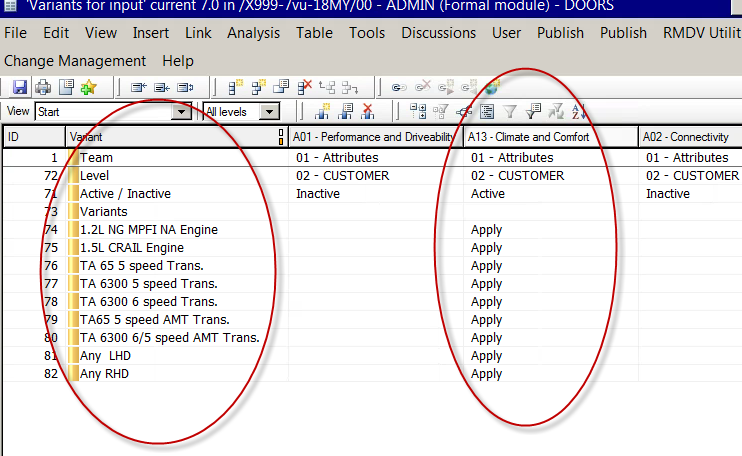 'Variants for input' current 7.0 in /X999-7vu-18MY/00 - ADMIN (Formal module) - DOORS
File Edit View Insert Link Analysis Table Tools Discussions User Publish Publish RMDV Utilit
Change Management Help
View Start All levels
ID Variant A01 - Performance and Driveability A13 - Climate and Comfort A02 - Connectivity
1 Team 01 - Attributes 01 - Attributes 01 - Attributes
72 Level 02 - CUSTOMER 02 - CUSTOMER 02 - CUSTOMER
71 Active / Inactive Inactive Active Inactive
73 Variants
74 1.2L NG MPFI NA Engine Apply
75 1.5L CRAIL Engine Apply
76 TA 65 5 speed Trans. Apply
77 TA 6300 5 speed Trans. Apply
78 TA 6300 6 speed Trans. Apply
79 TA65 5 speed AMT Trans. Apply
80 TA 6300 6/5 speed AMT Trans. Apply
81 Any LHD Apply
82 Any RHD Apply